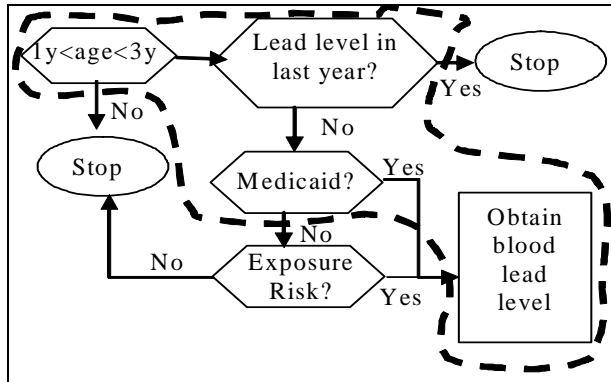 1y<age<3y
Lead level in
last year?
Stop
Yes
No
No
Stop
Medicaid?
Yes
Obtain
blood
lead
level
No
No
Exposure
Risk?
Yes